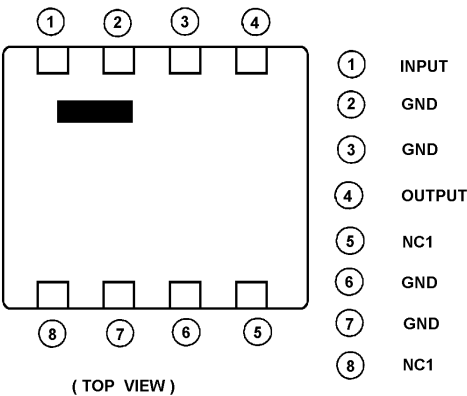 1 2 3 4
1 INPUT
2 GND
3 GND
4 OUTPUT
5 NC1
6 GND
7 GND
8 NC1
8 7 6 5
( TOP VIEW )